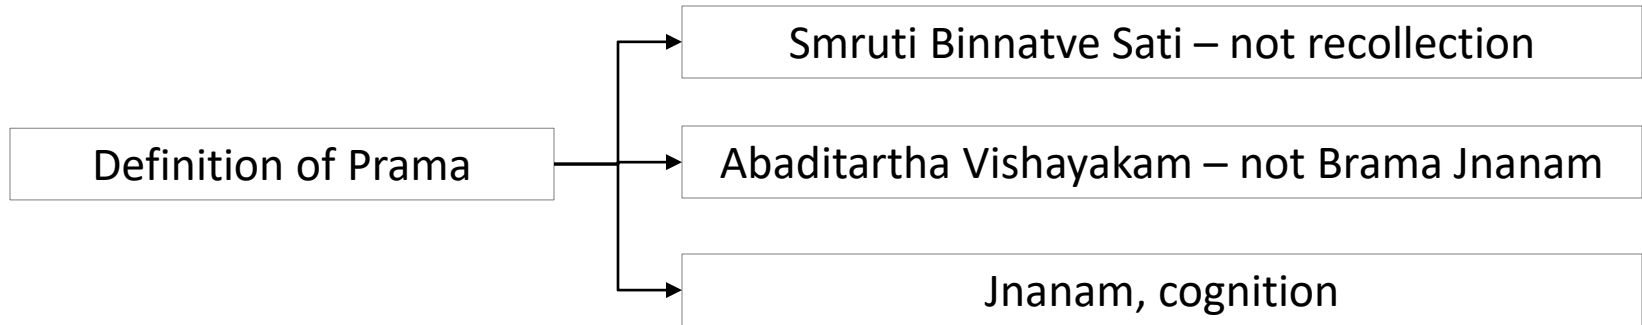 Smruti Binnatve Sati – not recollection
Definition of Prama
Abaditartha Vishayakam – not Brama Jnanam
Jnanam, cognition